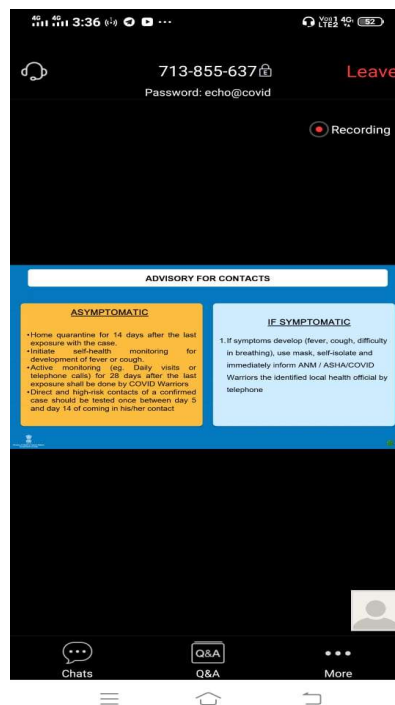 4G 4G 3:36 VoD1 4G LTE2 52
713-855-637 Leave
Password: echo@covid
Recording
ADVISORY FOR CONTACTS
ASYMPTOMATIC
•Home quarantine for 14 days after the last
exposure with the case.
•Initiate self-health monitoring for
development of fever or cough.
•Active monitoring (eg. Daily visits or
telephone calls) for 28 days after the last
exposure shall be done by COVID Warriors
•Direct and high-risk contacts of a confirmed
case should be tested once between day 5
and day 14 of coming in his/her contact
IF SYMPTOMATIC
1.If symptoms develop (fever, cough, difficulty
in breathing), use mask, self-isolate and
immediately inform ANM / ASHA/COVID
Warriors the identified local health official by
telephone
Chats Q&A Q&A More